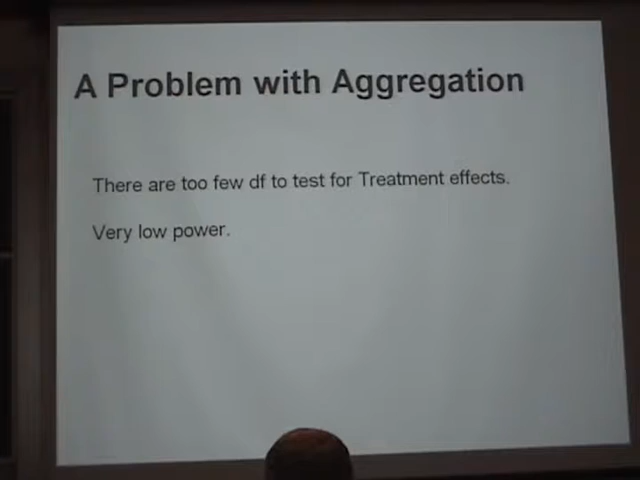 A Problem with Aggregation
There are too few df to test for Treatment effects.
Very low power.